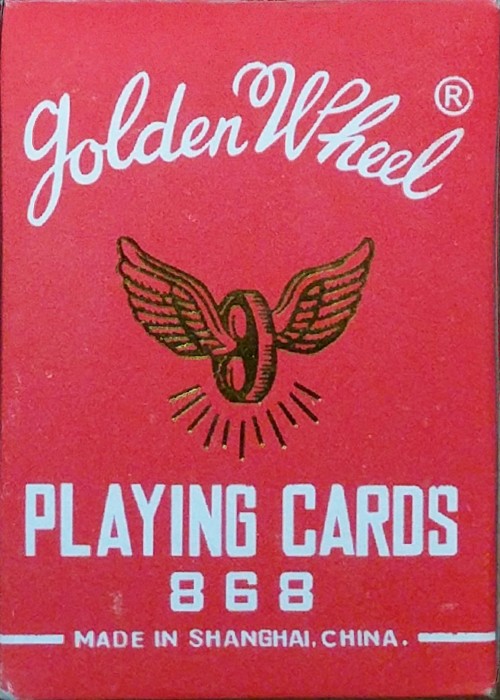 Golden Wheel ®
PLAYING CARDS
868
MADE IN SHANGHAI, CHINA.